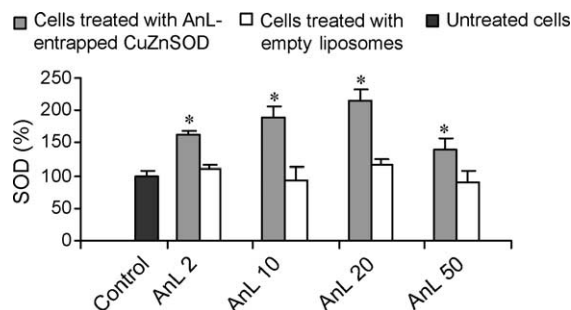 Cells treated with AnL-
entrapped CuZnSOD
Cells treated with
empty liposomes
Untreated cells
SOD (%)
250
200
150
100
50
0
*
*
*
*
Control
AnL 2
AnL 10
AnL 20
AnL 50